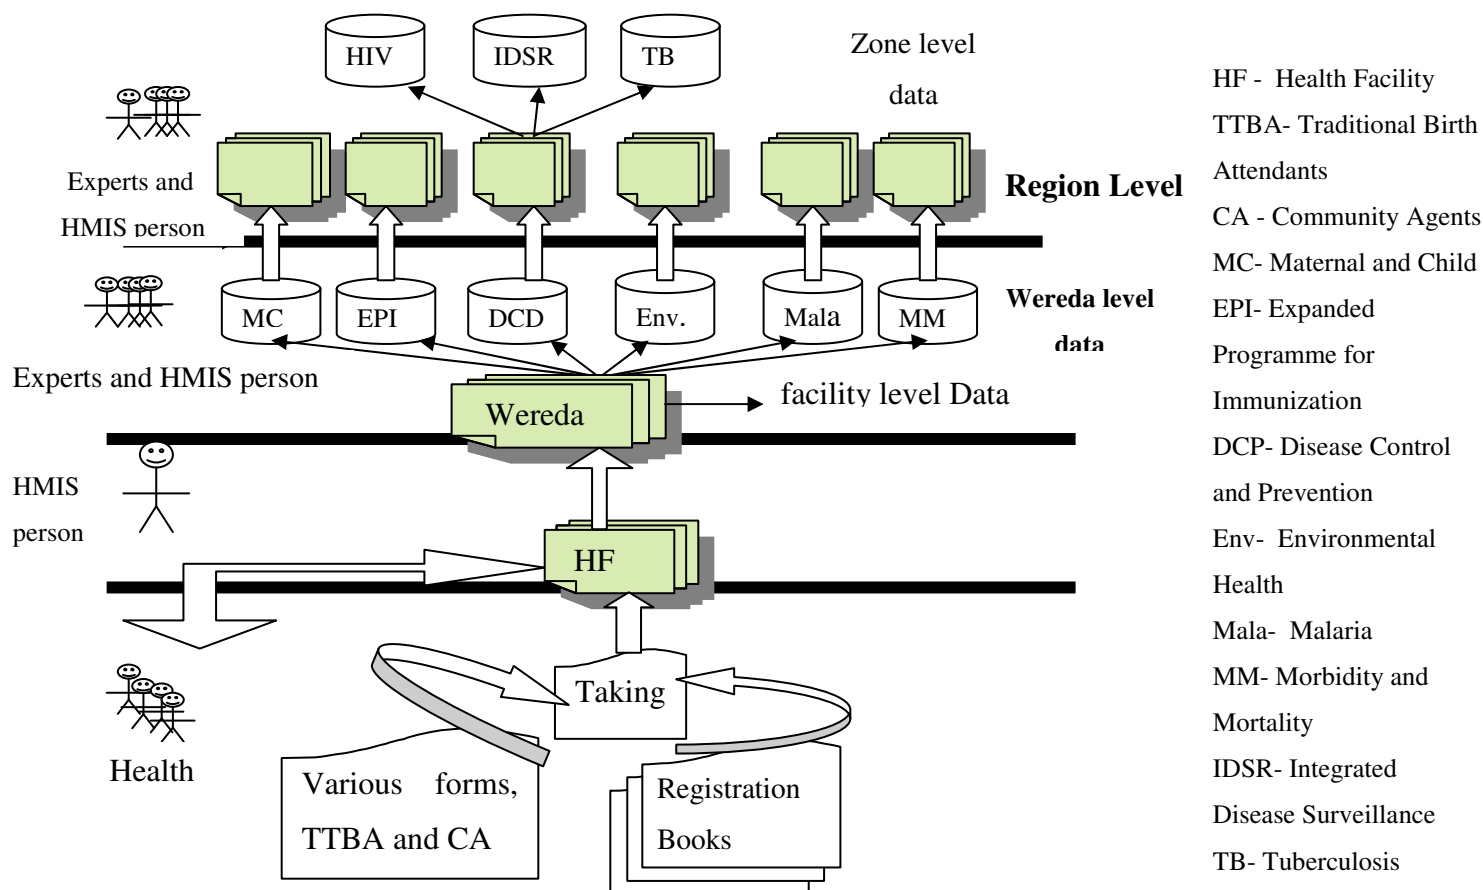 HIV
IDSR
TB
Zone level
data
Experts and
HMIS person
Region Level
MC
EPI
DCD
Env.
Mala
MM
Wereda level
data
Experts and HMIS person
Wereda
facility level Data
HMIS
person
HF
Taking
Health
Various forms,
TTBA and CA
Registration
Books
HF - Health Facility
TTBA- Traditional Birth
Attendants
CA - Community Agents
MC- Maternal and Child
EPI- Expanded
Programme for
Immunization
DCP- Disease Control
and Prevention
Env- Environmental
Health
Mala- Malaria
MM- Morbidity and
Mortality
IDSR- Integrated
Disease Surveillance
TB- Tuberculosis